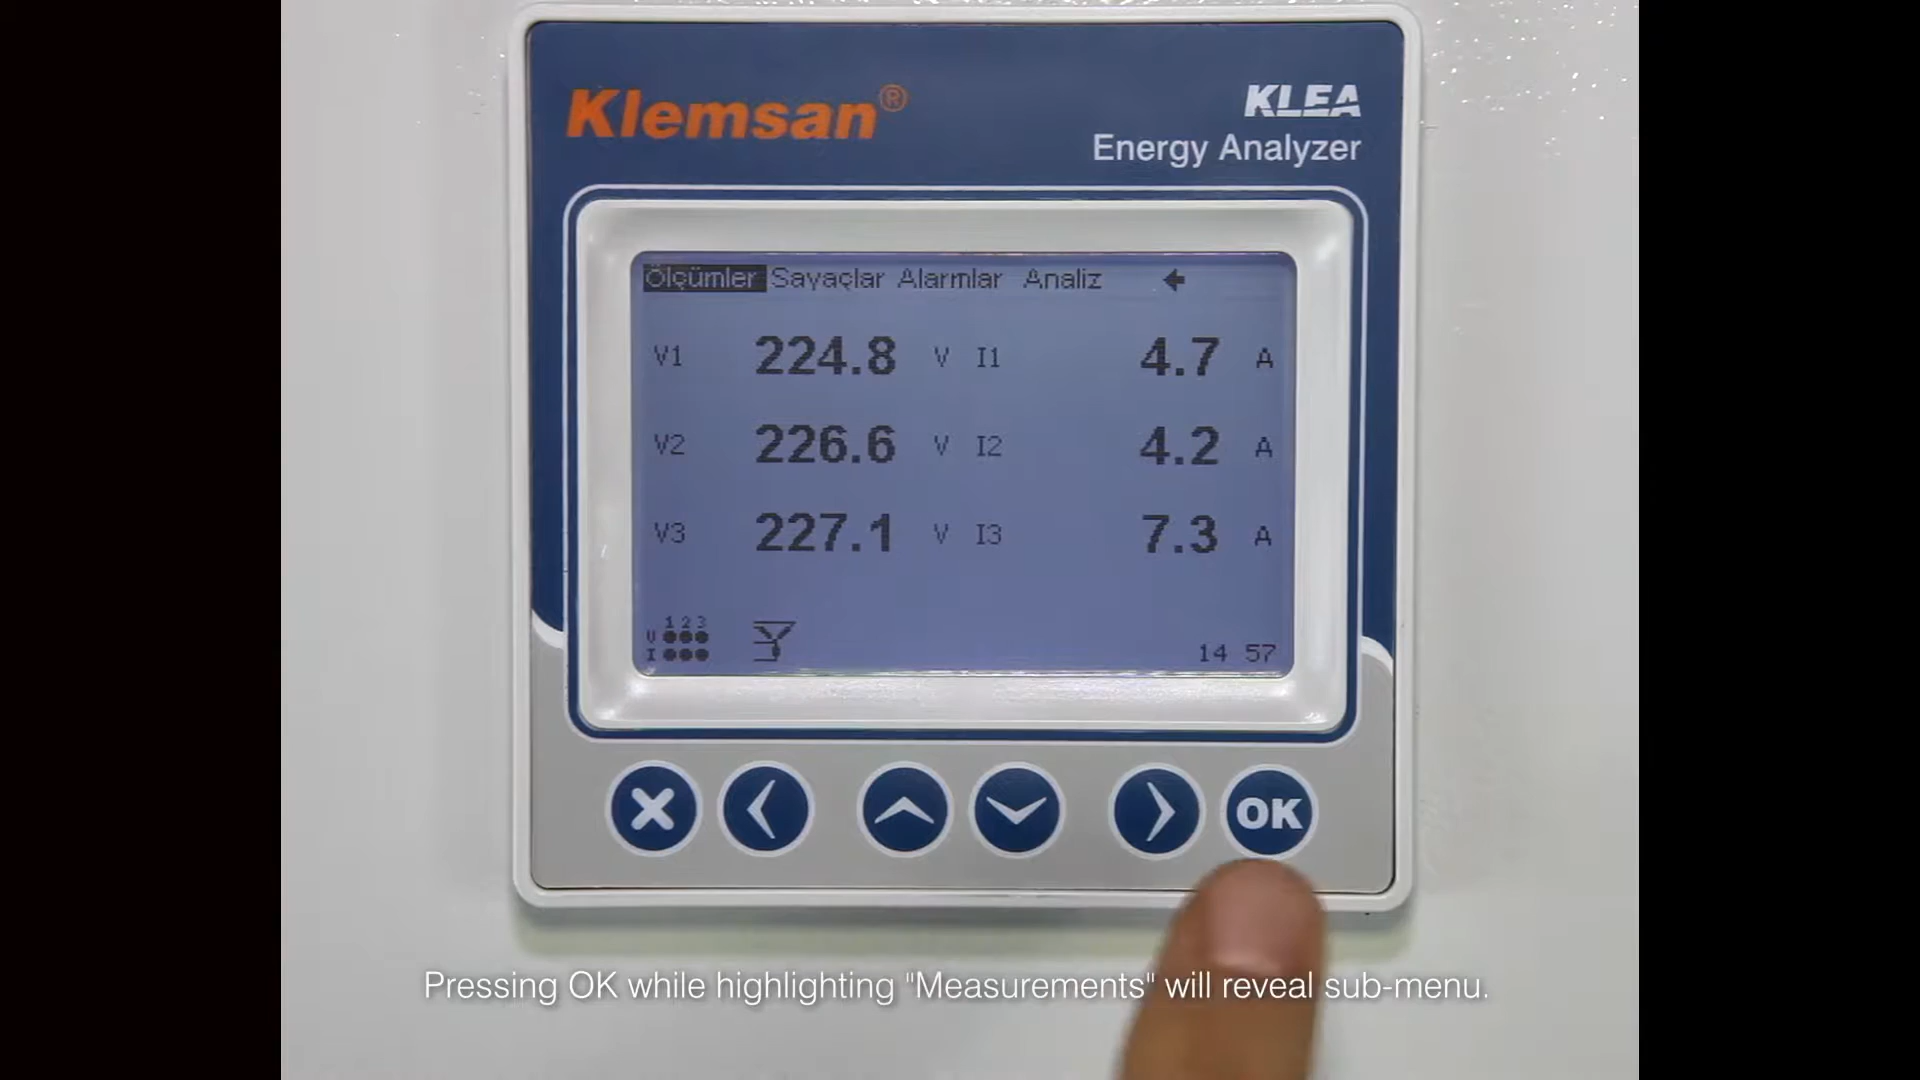 Klemsan®
KLEA
Energy Analyzer
Ölçümler Sayaçlar Alarmlar Analiz
V1 224.8 V I1 4.7 A
V2 226.6 V I2 4.2 A
V3 227.1 V I3 7.3 A
1 2 3
V
I
14 57
OK
Pressing OK while highlighting "Measurements" will reveal sub-menu.